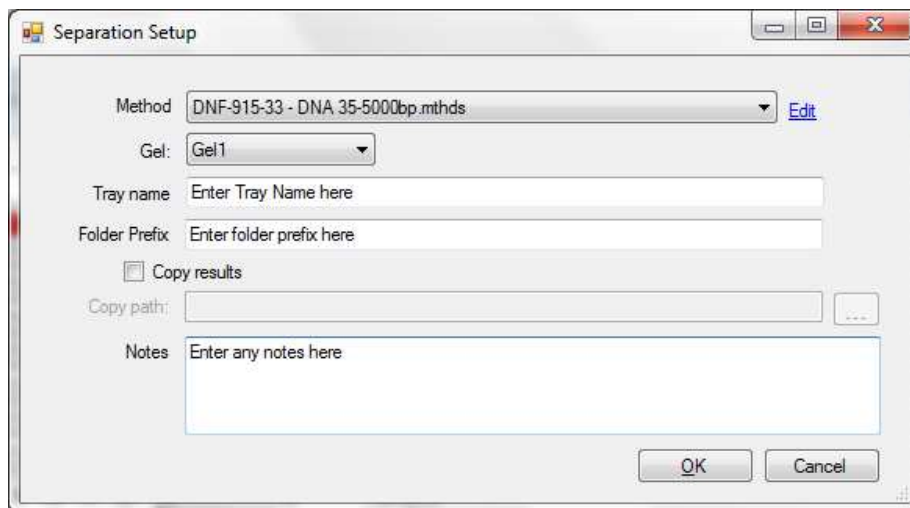 Separation Setup
Method DNF-915-33 - DNA 35-5000bp.mthds Edit
Gel: Gel1
Tray name Enter Tray Name here
Folder Prefix Enter folder prefix here
Copy results
Copy path: ...
Notes Enter any notes here
OK Cancel